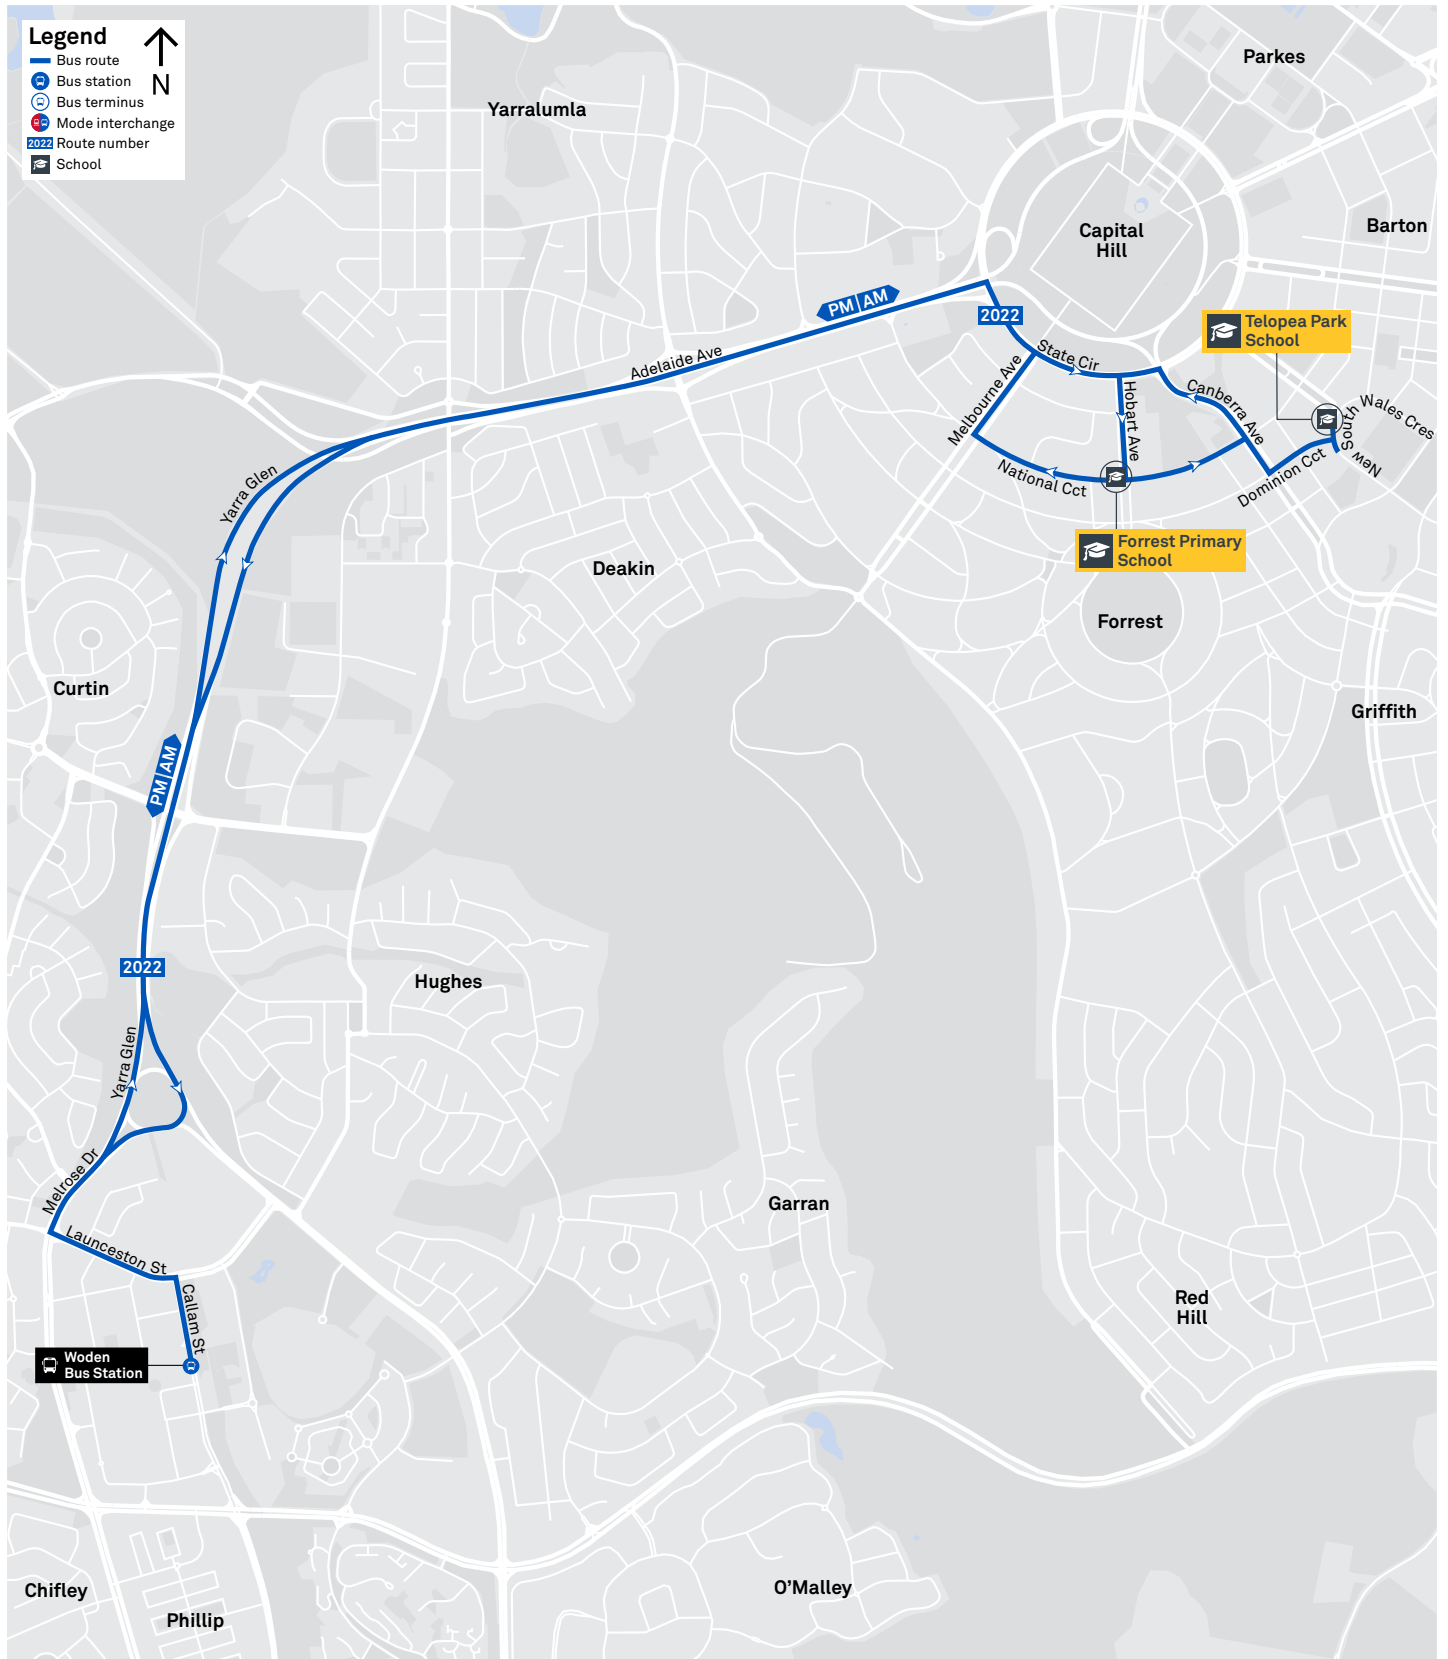 Legend
N
Bus route
Bus station
Bus terminus
Mode interchange
2022 Route number
School
Parkes
Yarralumla
Barton
Capital
Hill
PM | AM
2022
Telopea Park
School
State Cir
Adelaide Ave
Melbourne Ave
Hobart Ave
Canberra Ave
New South Wales Cres
National Cct
Dominion Cct
Yarra Glen
Forrest Primary
School
Deakin
Forrest
Curtin
Griffith
PM | AM
2022
Hughes
Yarra Glen
Melrose Dr
Garran
Launceston St
Callam St
Red
Hill
Woden
Bus Station
Chifley
O'Malley
Phillip